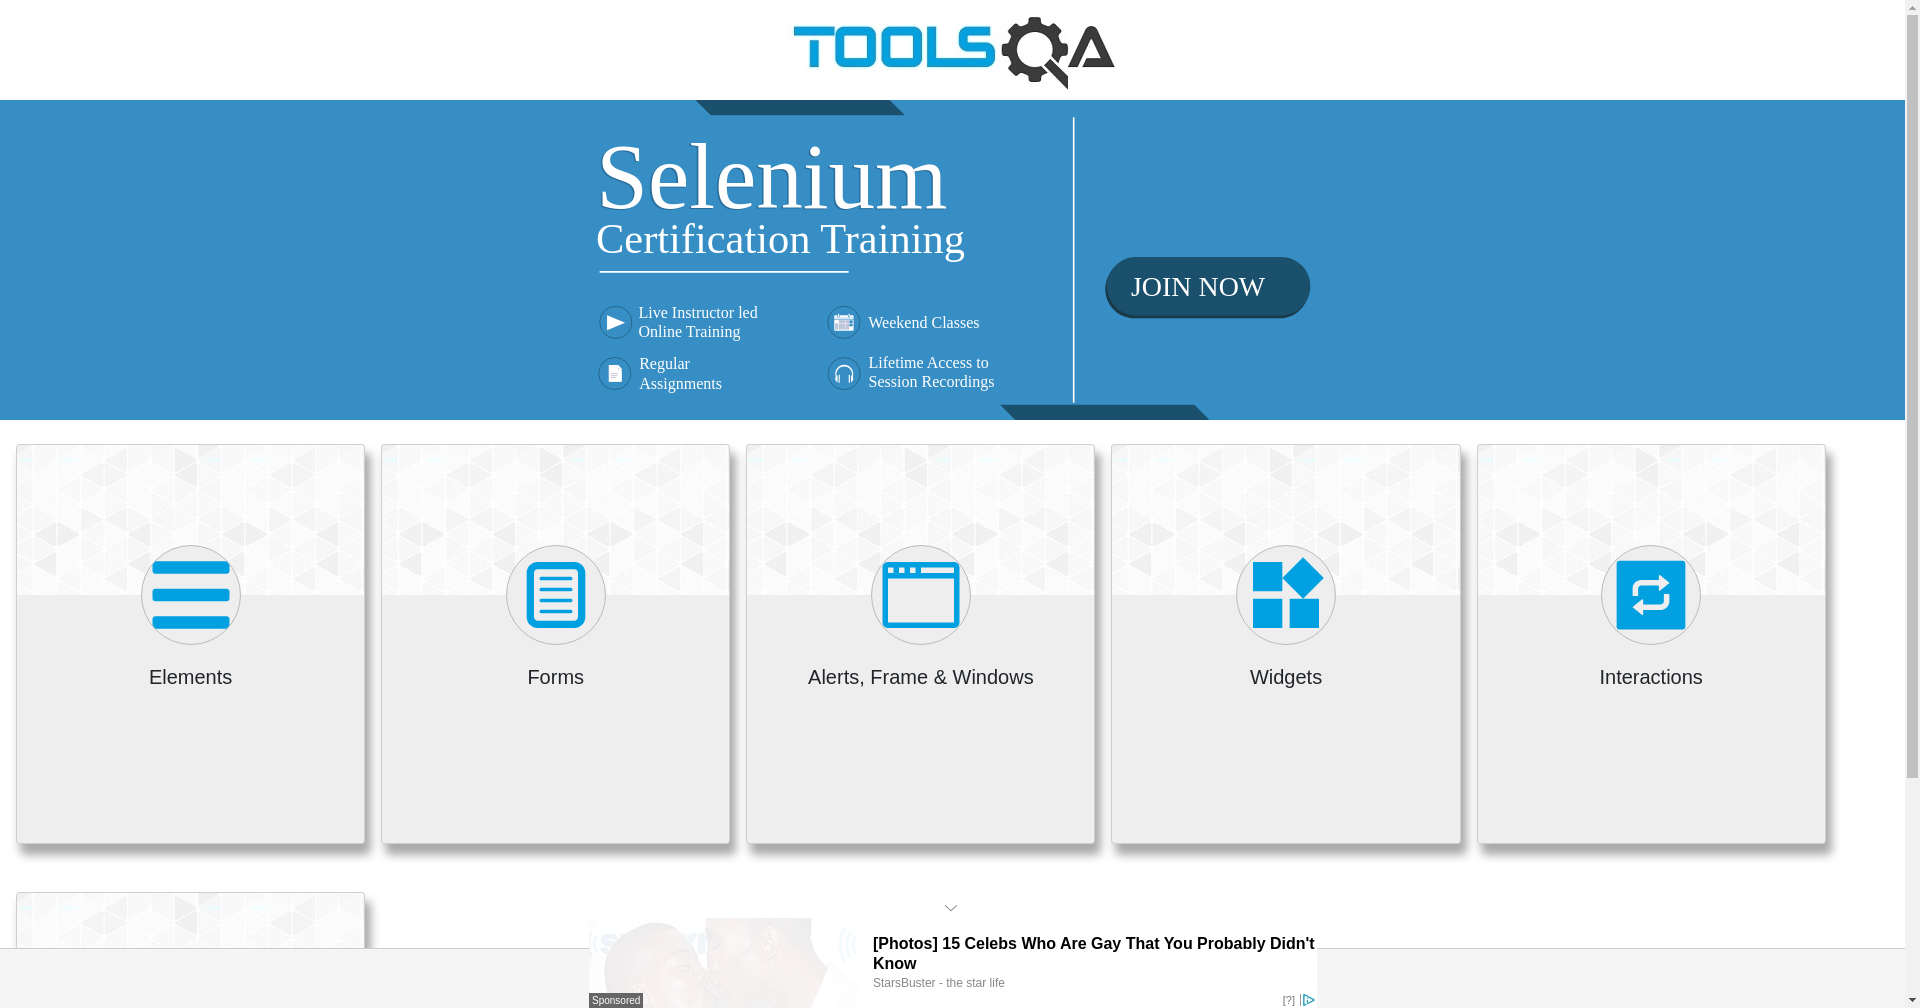 TOOLSQA
Selenium
Certification Training
Live Instructor led
Online Training
Weekend Classes
Regular
Assignments
Lifetime Access to
Session Recordings
JOIN NOW
Elements
Forms
Alerts, Frame & Windows
Widgets
Interactions
[Photos] 15 Celebs Who Are Gay That You Probably Didn't
Know
StarsBuster - the star life
Sponsored
[?]